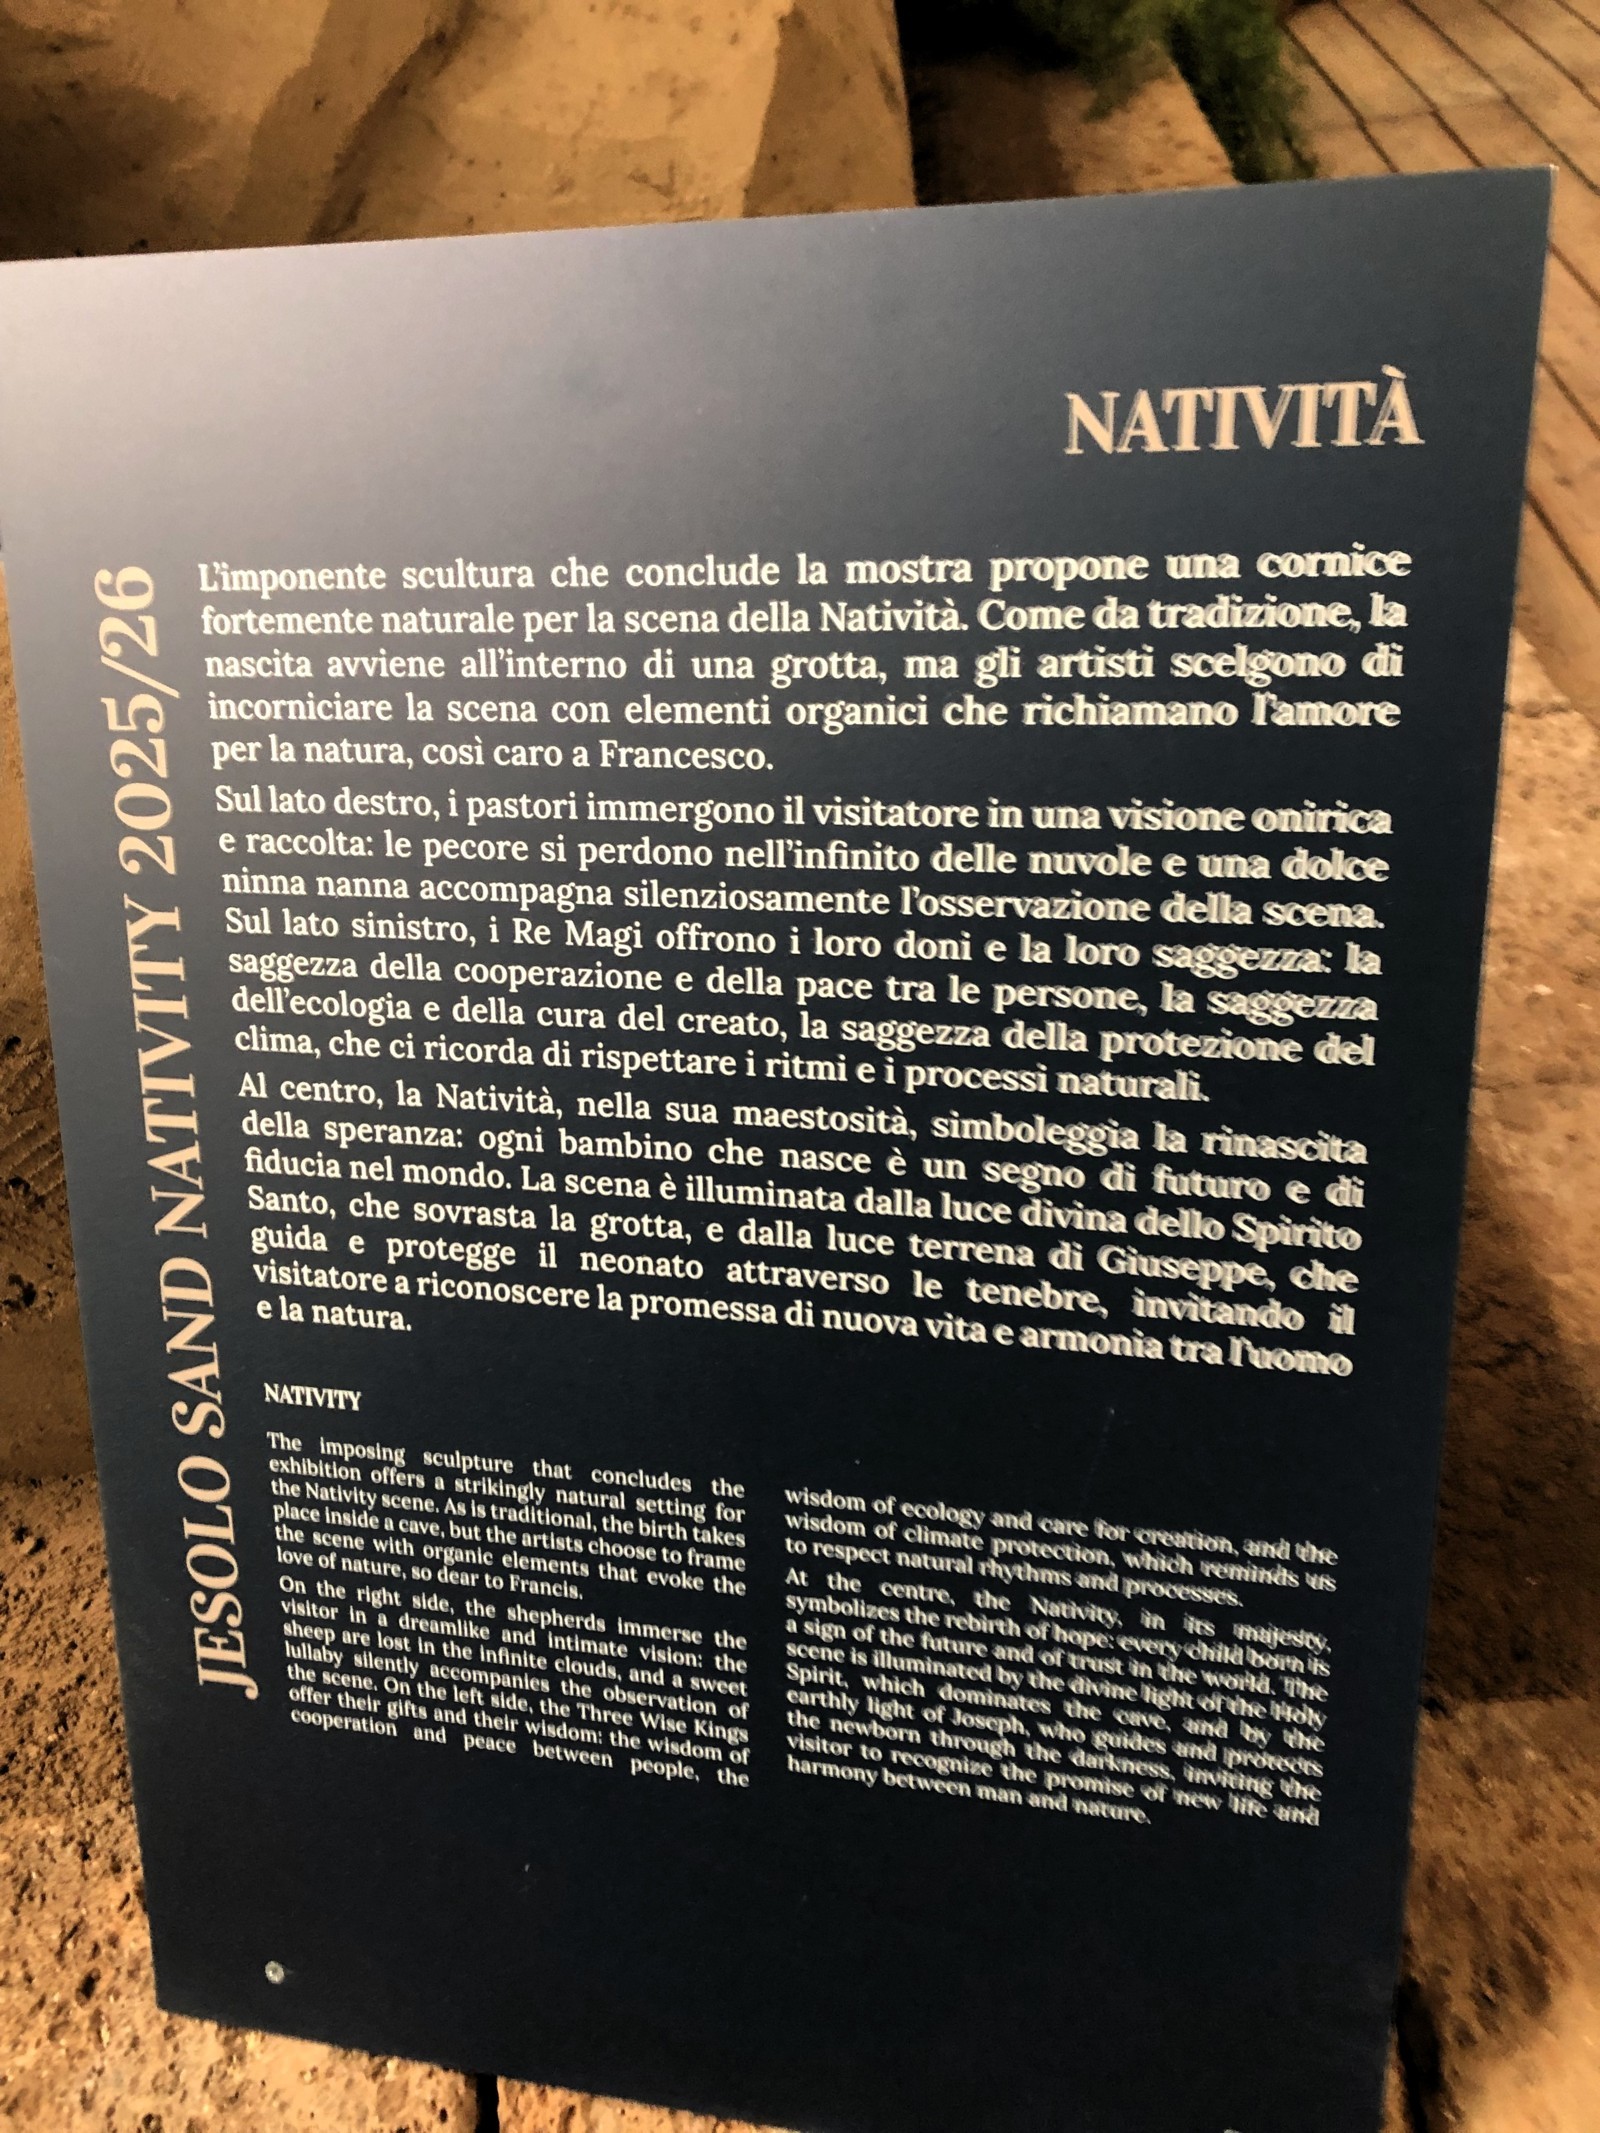 NATIVITÀ
JESOLO SAND NATIVITY 2025/26
L'imponente scultura che conclude la mostra propone una cornice
fortemente naturale per la scena della Natività. Come da tradizione, la
nascita avviene all'interno di una grotta, ma gli artisti scelgono di
incorniciare la scena con elementi organici che richiamano l'amore
per la natura, così caro a Francesco.
Sul lato destro, i pastori immergono il visitatore in una visione onirica
e raccolta: le pecore si perdono nell'infinito delle nuvole e una dolce
ninna nanna accompagna silenziosamente l'osservazione della scena.
Sul lato sinistro, i Re Magi offrono i loro doni e la loro saggezza: la
saggezza della cooperazione e della pace tra le persone, la saggezza
dell'ecologia e della cura del creato, la saggezza della protezione del
clima, che ci ricorda di rispettare i ritmi e i processi naturali.
Al centro, la Natività, nella sua maestosità, simboleggia la rinascita
della speranza: ogni bambino che nasce è un segno di futuro e di
fiducia nel mondo. La scena è illuminata dalla luce divina dello Spirito
Santo, che sovrasta la grotta, e dalla luce terrena di Giuseppe, che
guida e protegge il neonato attraverso le tenebre, invitando il
visitatore a riconoscere la promessa di nuova vita e armonia tra l'uomo
e la natura.
NATIVITY
The imposing sculpture that concludes the
exhibition offers a strikingly natural setting for
the Nativity scene. As is traditional, the birth takes
place inside a cave, but the artists choose to frame
the scene with organic elements that evoke the
love of nature, so dear to Francis.
On the right side, the shepherds immerse the
visitor in a dreamlike and intimate vision: the
sheep are lost in the infinite clouds, and a sweet
lullaby silently accompanies the observation of
the scene. On the left side, the Three Wise Kings
offer their gifts and their wisdom: the wisdom of
cooperation and peace between people, the
wisdom of ecology and care for creation, and the
wisdom of climate protection, which reminds us
to respect natural rhythms and processes.
At the centre, the Nativity, in its majesty,
symbolizes the rebirth of hope: every child born is
a sign of the future and of trust in the world. The
scene is illuminated by the divine light of the Holy
Spirit, which dominates the cave, and by the
earthly light of Joseph, who guides and protects
the newborn through the darkness, inviting the
visitor to recognize the promise of new life and
harmony between man and nature.